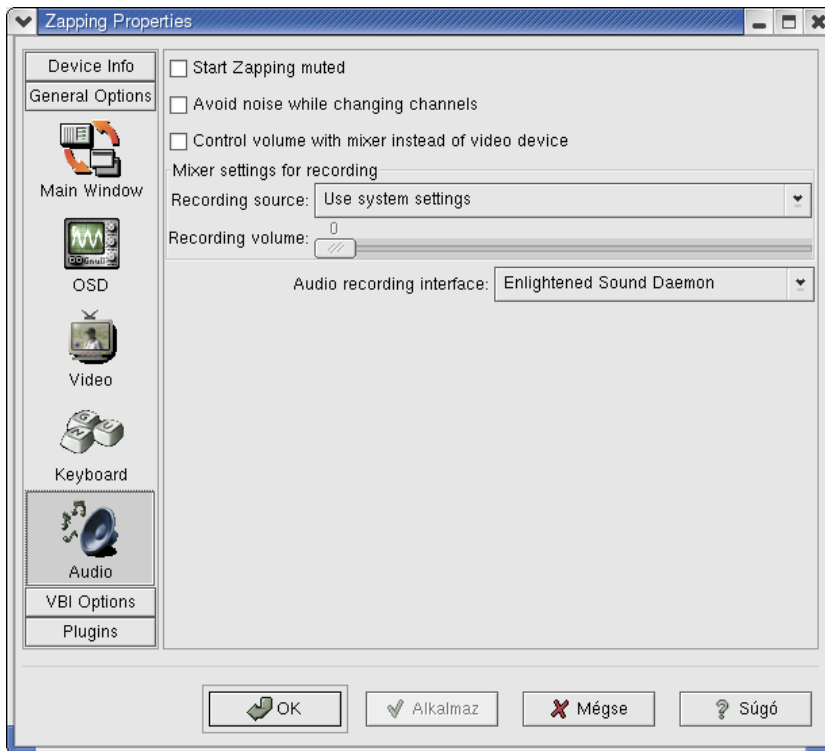 Zapping Properties
Device Info
General Options
Main Window
OSD
Video
Keyboard
Audio
VBI Options
Plugins
Start Zapping muted
Avoid noise while changing channels
Control volume with mixer instead of video device
Mixer settings for recording
Recording source: Use system settings
0
Recording volume:
Audio recording interface: Enlightened Sound Daemon
OK Alkalmaz Mégse Súgó